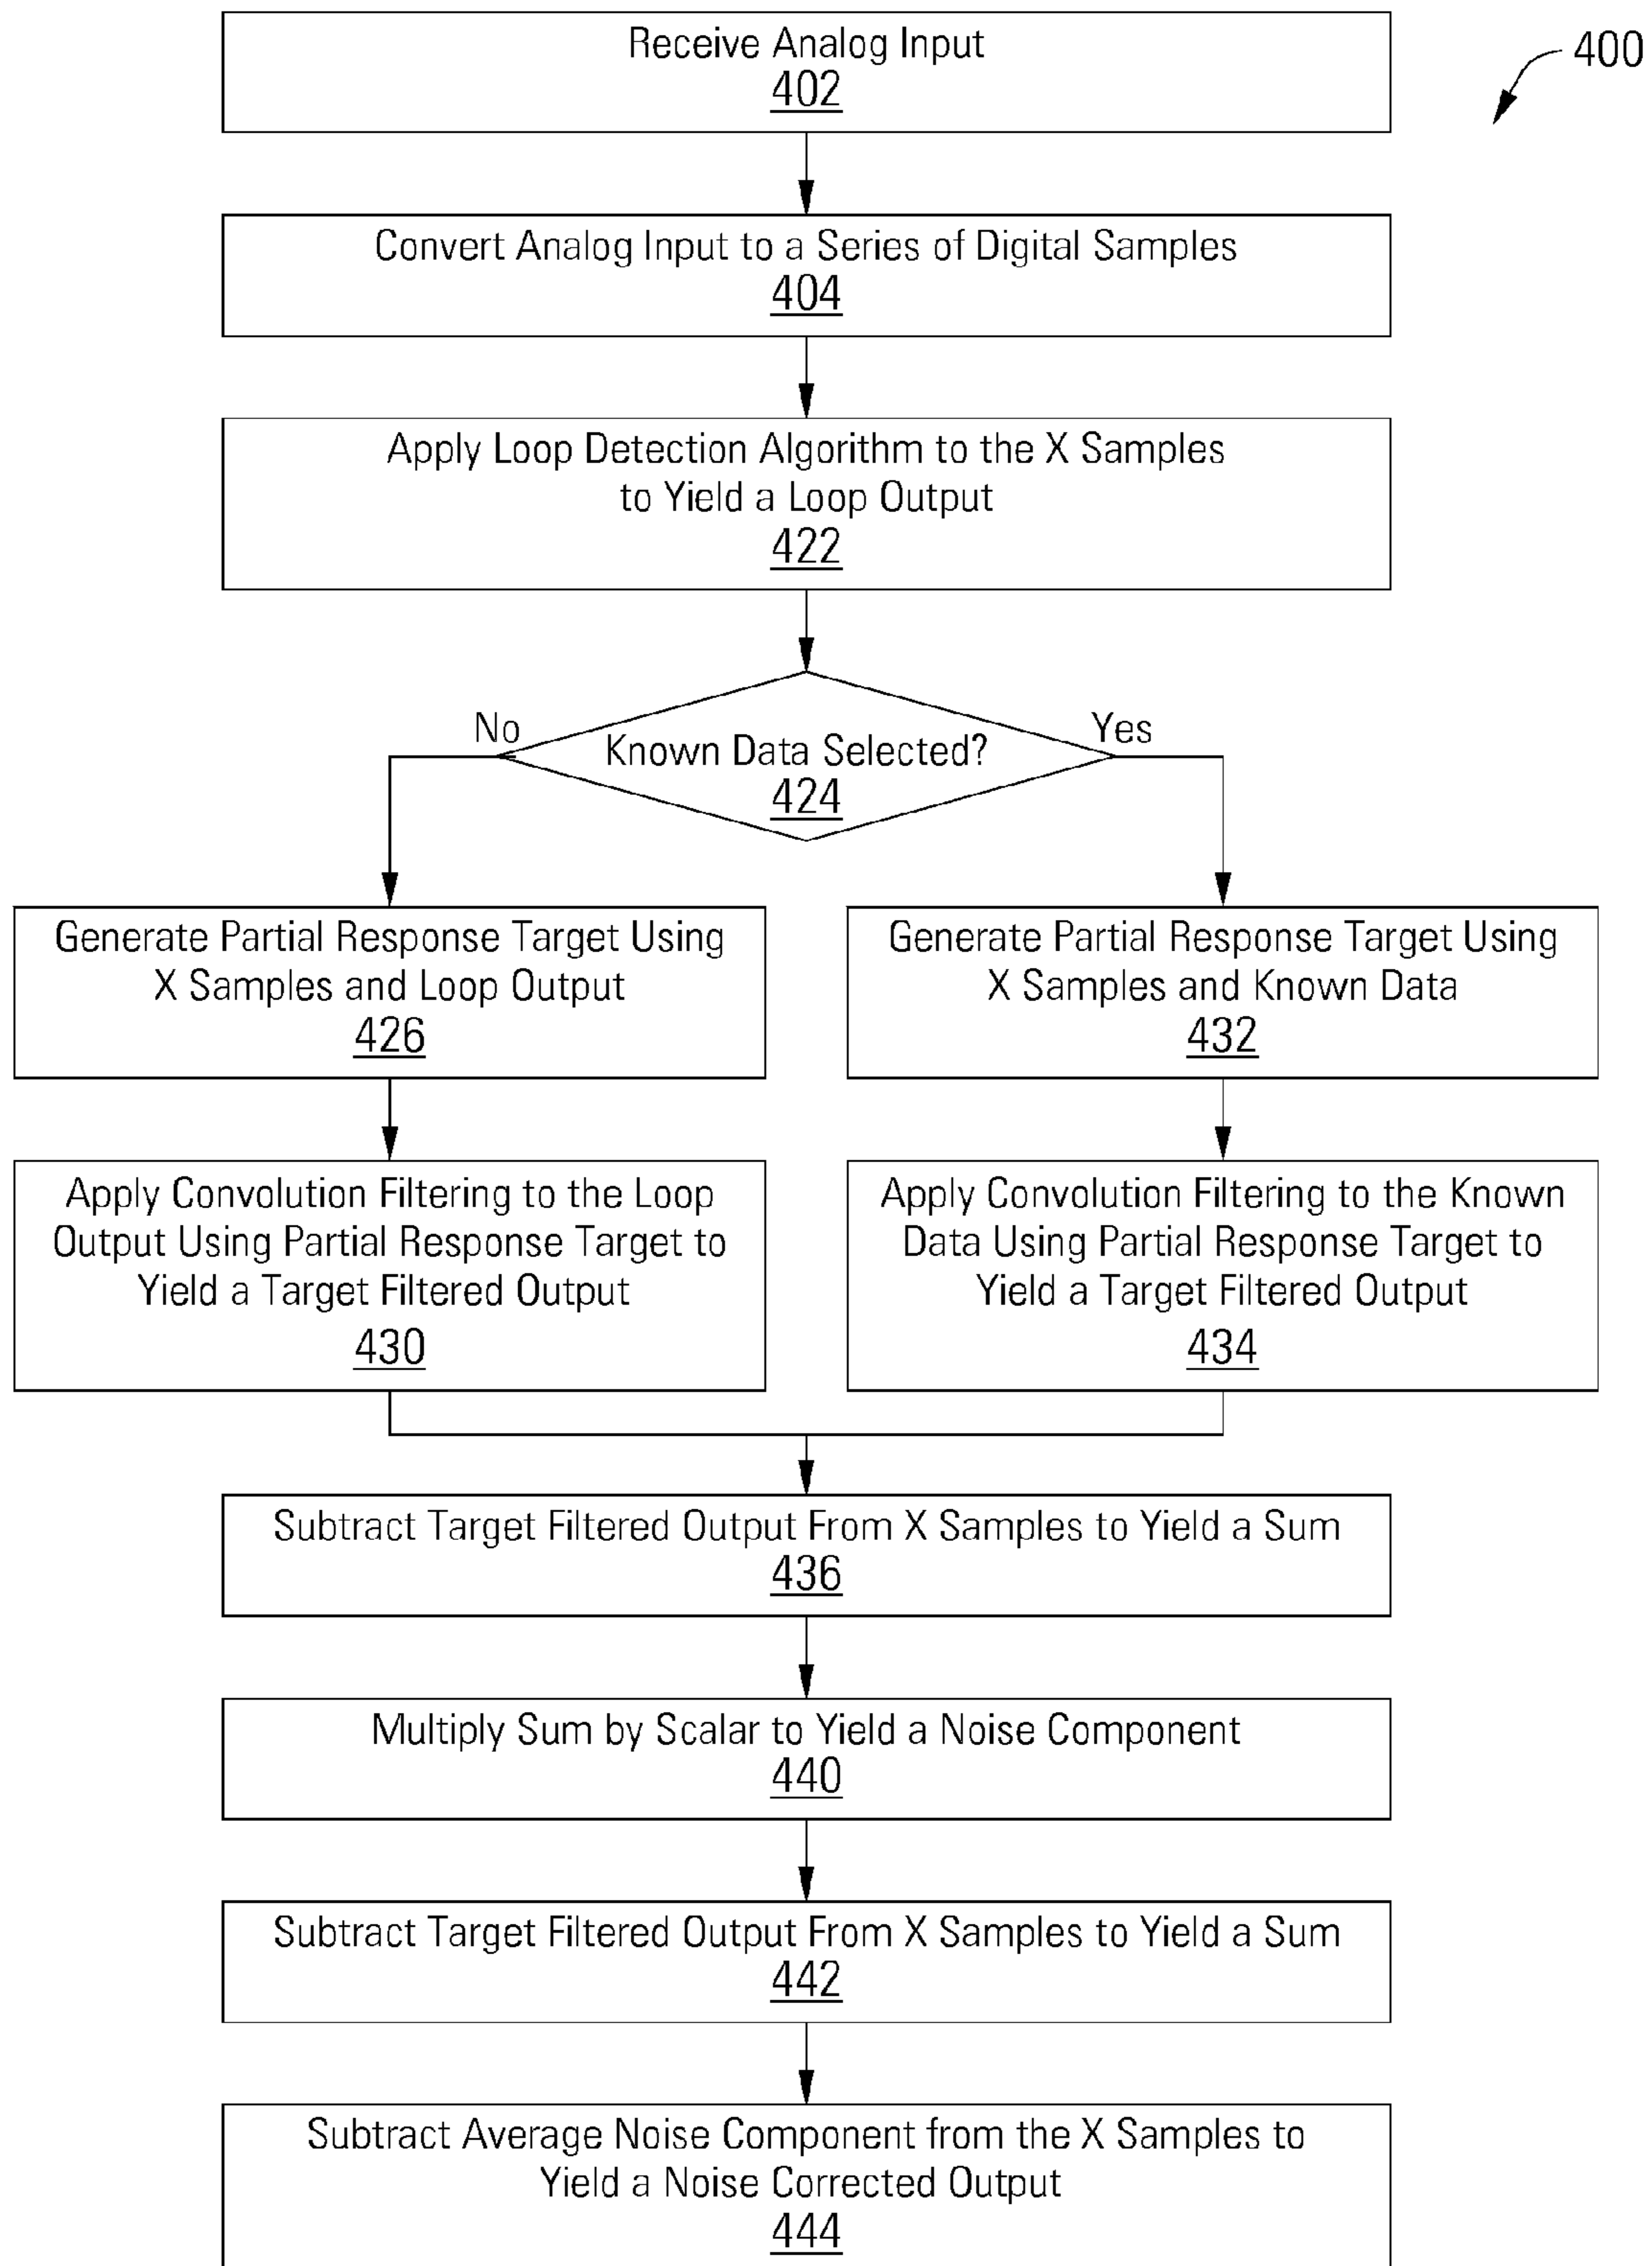 Receive Analog Input
402
400
Convert Analog Input to a Series of Digital Samples
404
Apply Loop Detection Algorithm to the X Samples
to Yield a Loop Output
422
No
Yes
Known Data Selected?
424
Generate Partial Response Target Using
X Samples and Loop Output
426
Generate Partial Response Target Using
X Samples and Known Data
432
Apply Convolution Filtering to the Loop
Output Using Partial Response Target to
Yield a Target Filtered Output
430
Apply Convolution Filtering to the Known
Data Using Partial Response Target to
Yield a Target Filtered Output
434
Subtract Target Filtered Output From X Samples to Yield a Sum
436
Multiply Sum by Scalar to Yield a Noise Component
440
Subtract Target Filtered Output From X Samples to Yield a Sum
442
Subtract Average Noise Component from the X Samples to
Yield a Noise Corrected Output
444